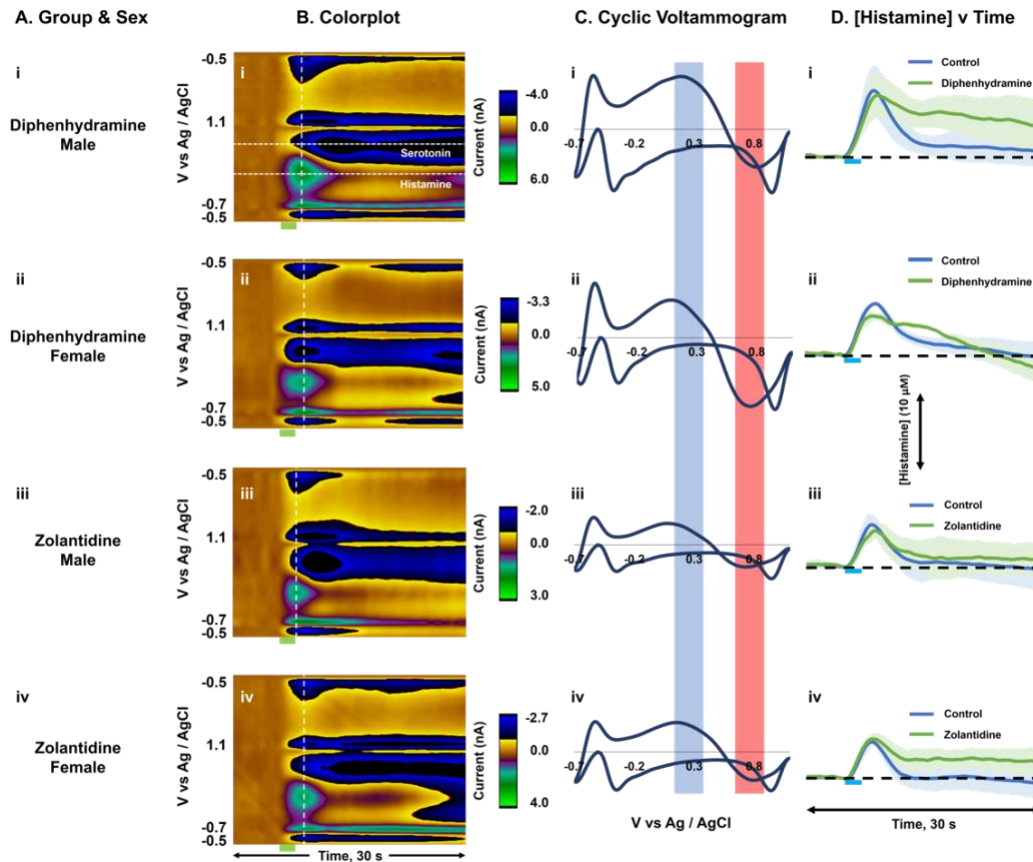 A. Group & Sex
B. Colorplot
C. Cyclic Voltammogram
D. [Histamine] v Time
i
Diphenhydramine
Male
V vs Ag / AgCl
-0.5
1.1
-0.7
-0.5
i
Serotonin
Histamine
Current (nA)
-4.0
0.0
6.0
i
-0.7
-0.2
0.3
0.8
i
Control
Diphenhydramine
ii
Diphenhydramine
Female
V vs Ag / AgCl
-0.5
1.1
-0.7
-0.5
ii
Current (nA)
-3.3
0.0
5.0
ii
-0.7
-0.2
0.3
0.8
ii
Control
Diphenhydramine
[Histamine] (10 µM)
iii
Zolantidine
Male
V vs Ag / AgCl
-0.5
1.1
-0.7
-0.5
iii
Current (nA)
-2.0
0.0
3.0
iii
-0.7
-0.2
0.3
0.8
iii
Control
Zolantidine
iv
Zolantidine
Female
V vs Ag / AgCl
-0.5
1.1
-0.7
-0.5
iv
Current (nA)
-2.7
0.0
4.0
iv
-0.7
-0.2
0.3
0.8
iv
Control
Zolantidine
Time, 30 s
V vs Ag / AgCl
Time, 30 s